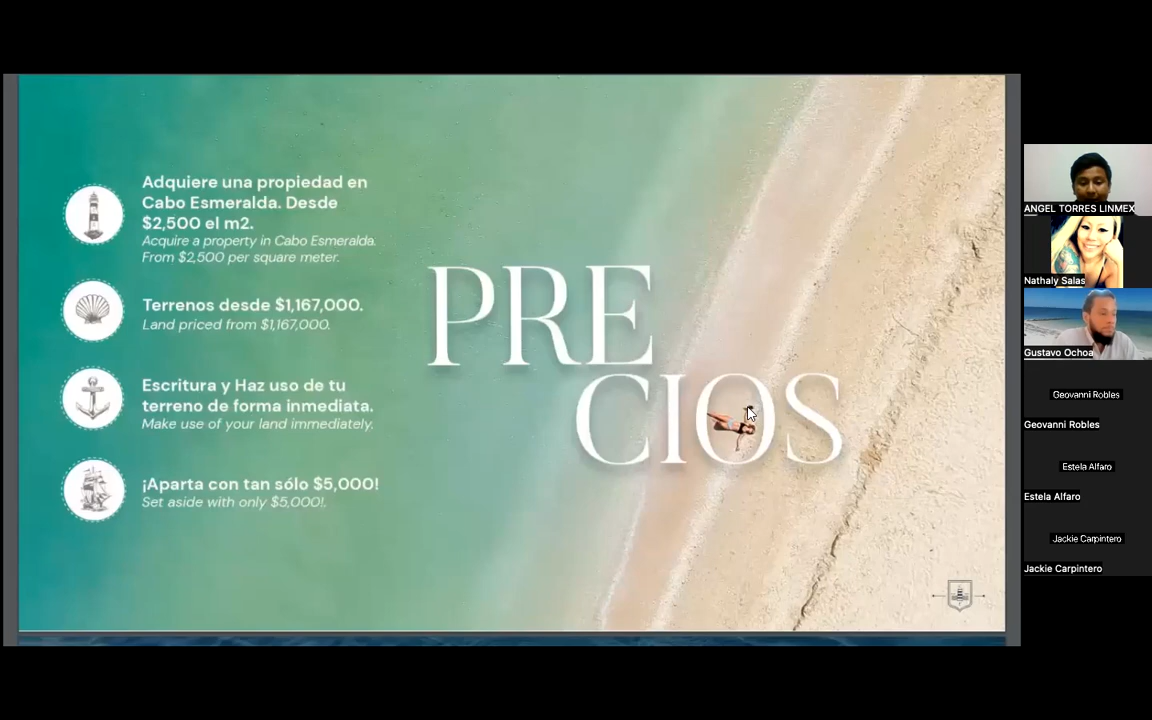 Adquiere una propiedad en
Cabo Esmeralda. Desde
$2,500 el m2.
Acquire a property in Cabo Esmeralda.
From $2,500 per square meter.
Terrenos desde $1,167,000.
Land priced from $1,167,000.
Escritura y Haz uso de tu
terreno de forma inmediata.
Make use of your land immediately.
¡Aparta con tan sólo $5,000!
Set aside with only $5,000!.
PRE
CIOS
ANGEL TORRES LINMEX
Nathaly Salas
Gustavo Ochoa
Geovanni Robles
Geovanni Robles
Estela Alfaro
Estela Alfaro
Jackie Carpintero
Jackie Carpintero